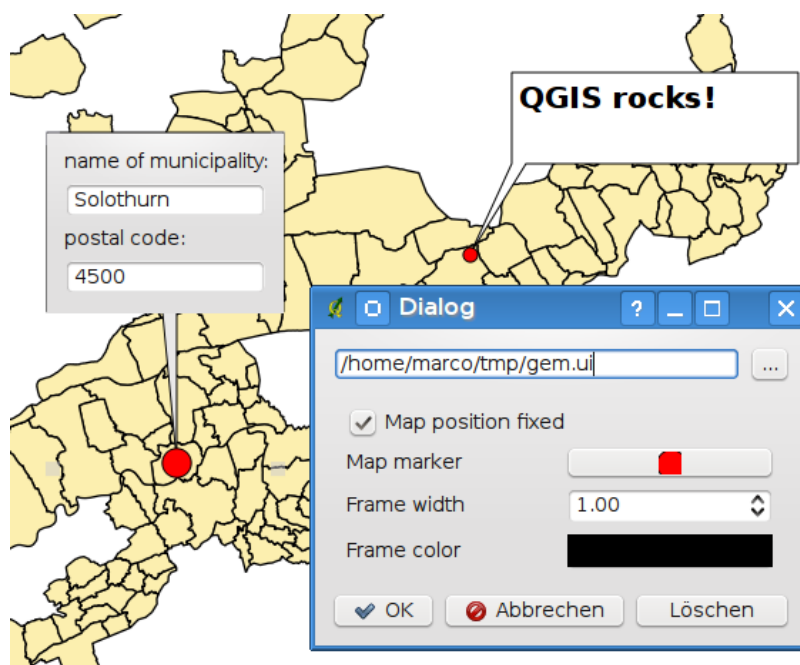 QGIS rocks!
name of municipality:
Solothurn
postal code:
4500
Dialog
/home/marco/tmp/gem.ui
...
Map position fixed
Map marker
Frame width
1.00
Frame color
OK
Abbrechen
Löschen